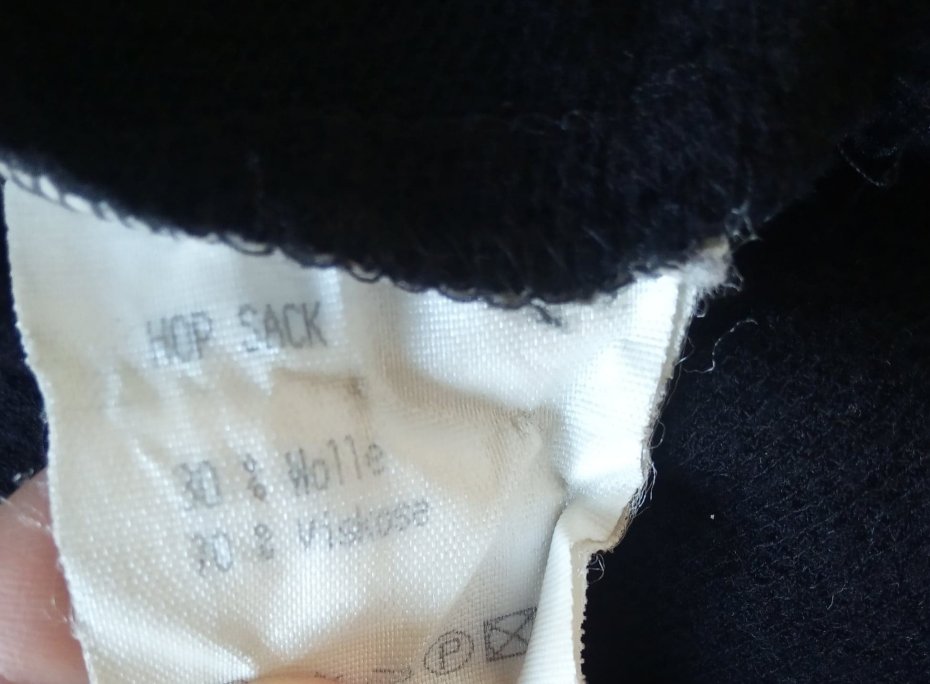 HOP SACK
% Wolle
% Viskose
P